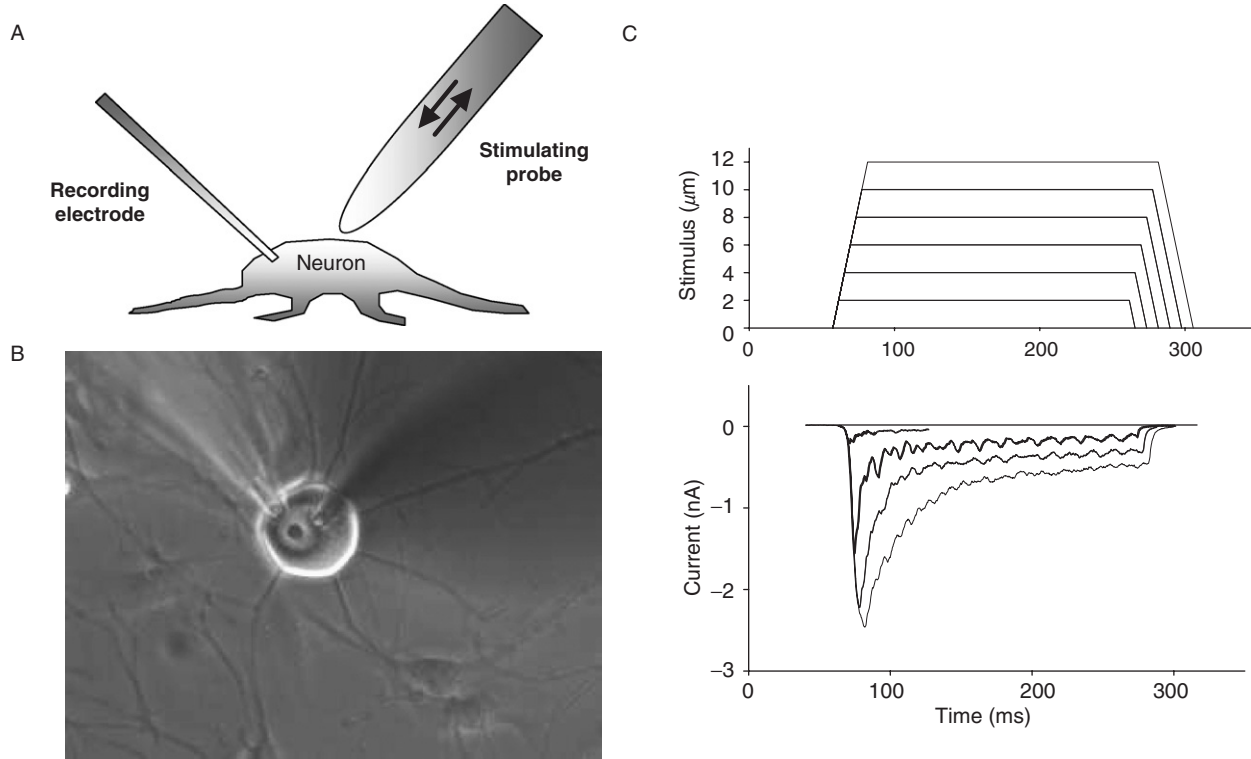 A
Recording
electrode
Stimulating
probe
Neuron
B
C
Stimulus (μm)
12
10
8
6
4
2
0
0 100 200 300
Current (nA)
0
−1
−2
−3
0 100 200 300
Time (ms)